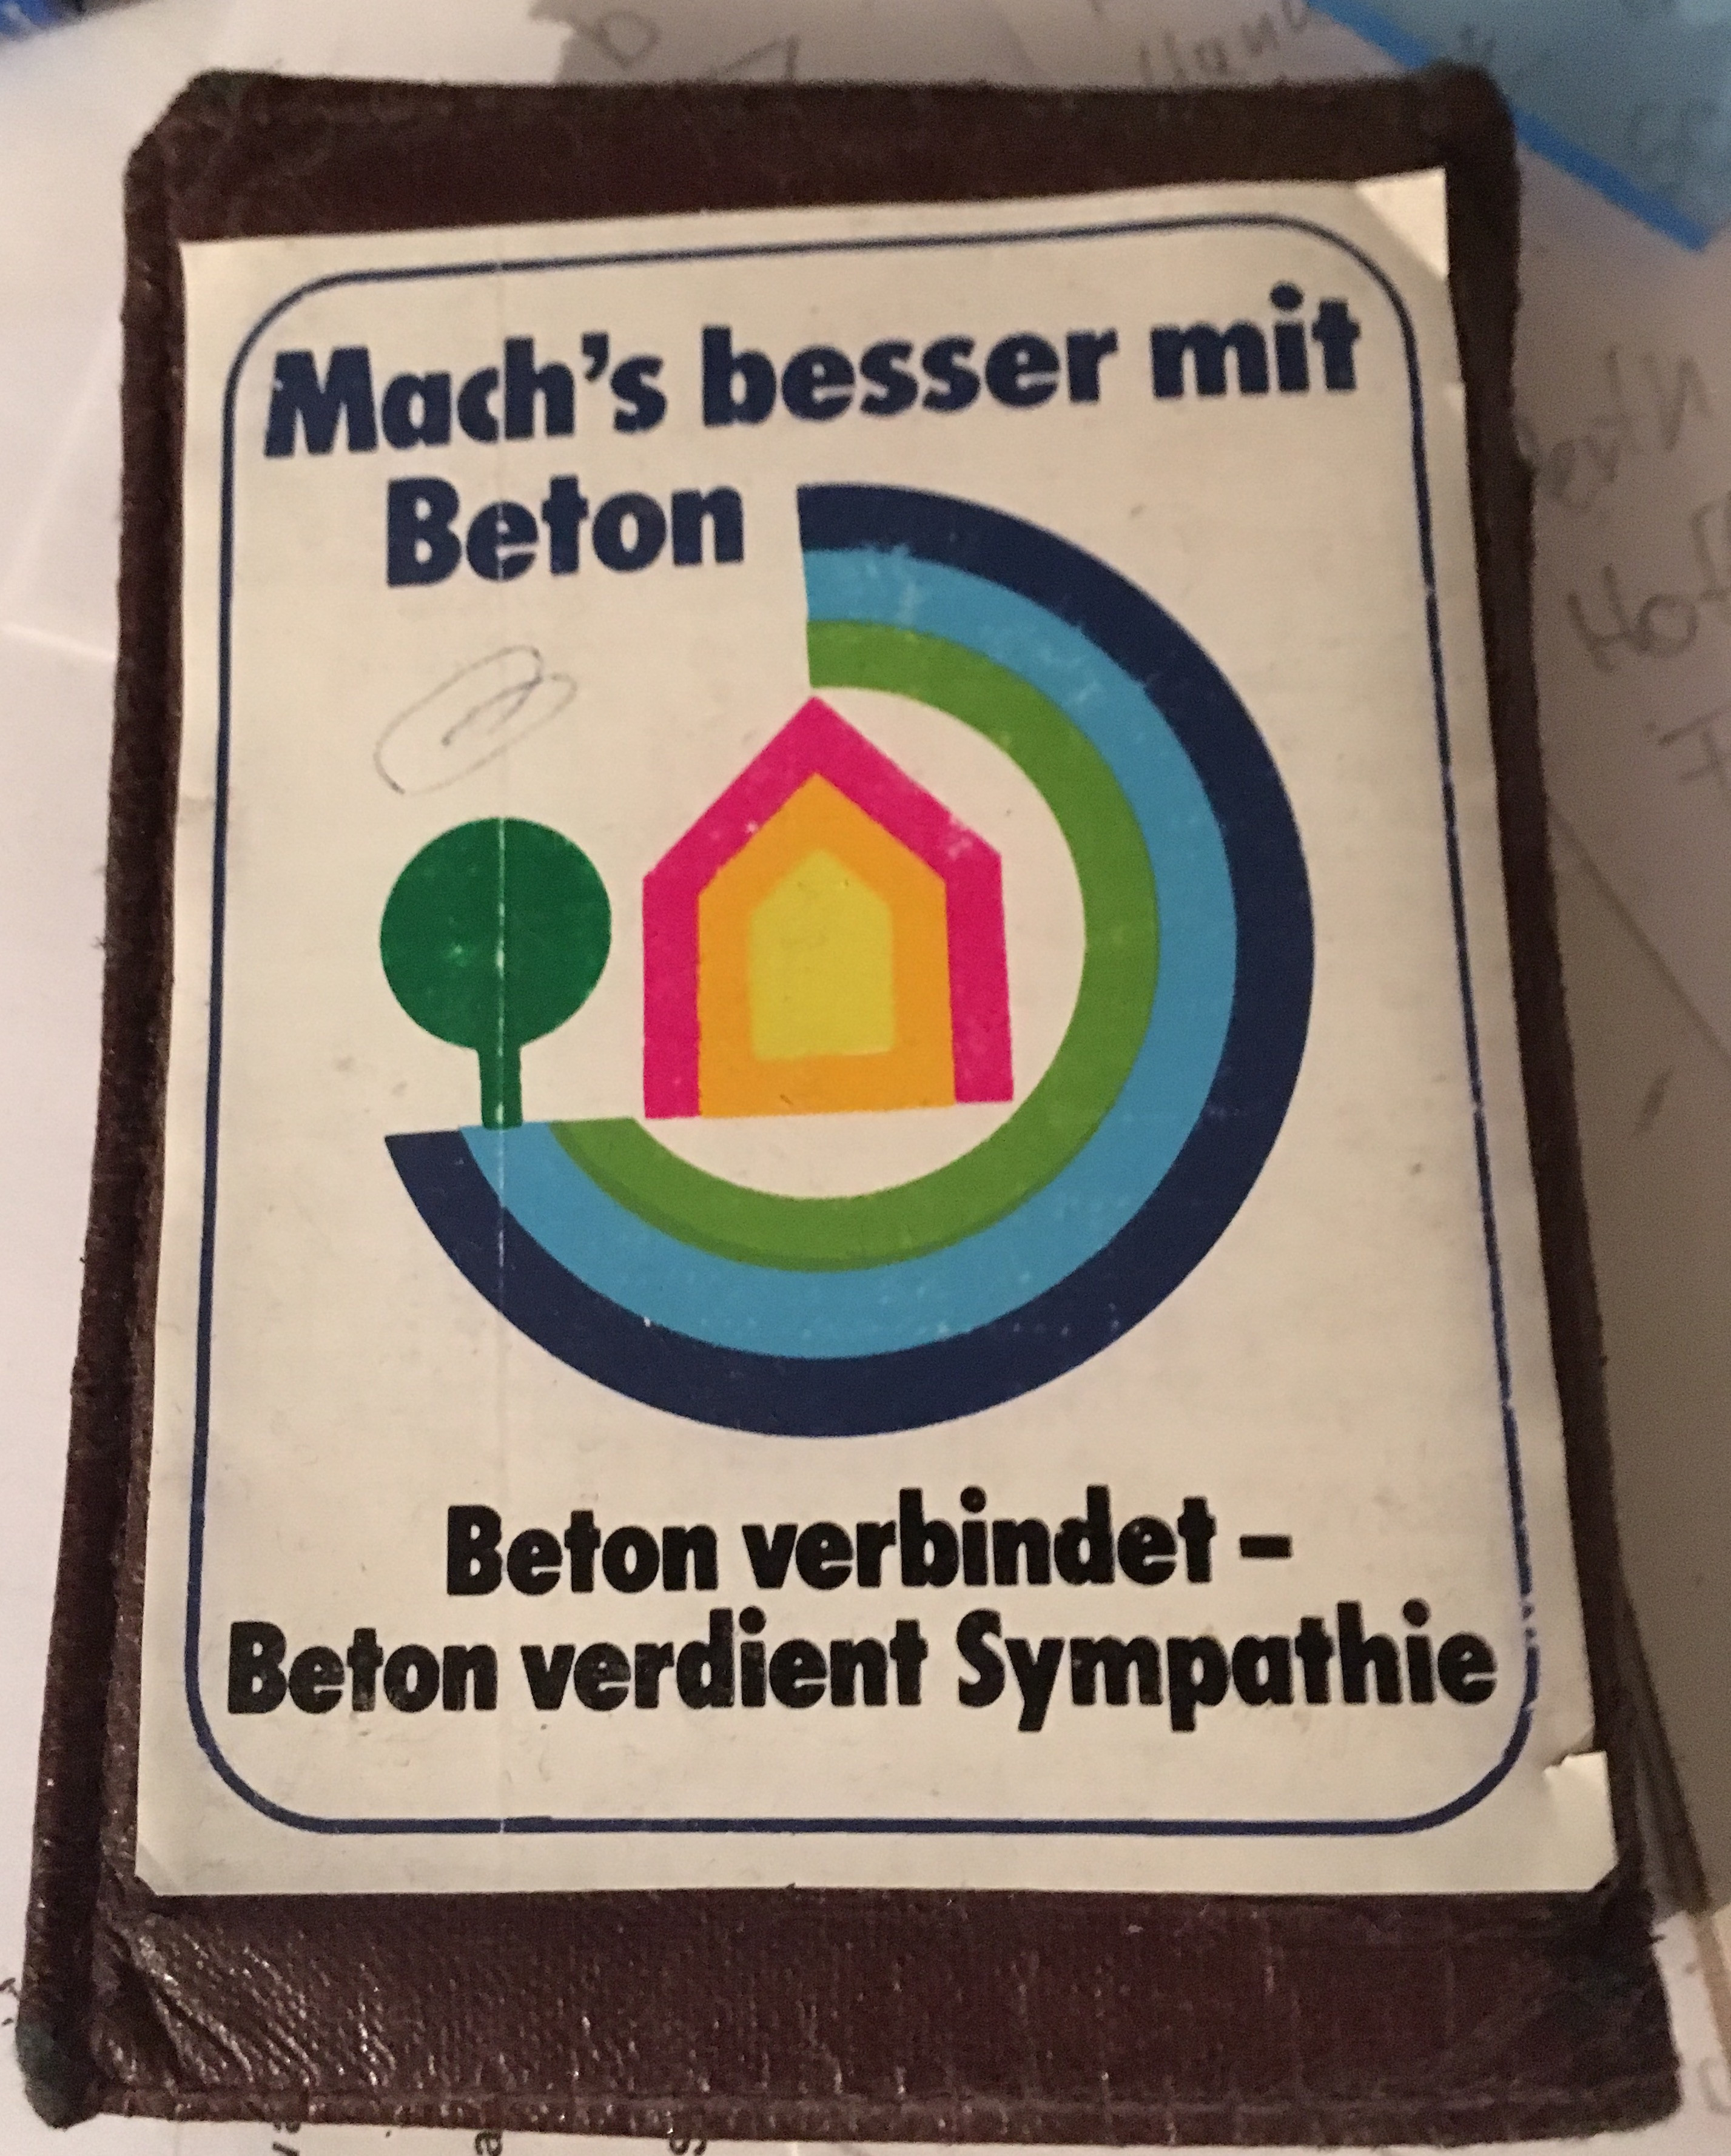 Mach's besser mit
Beton
Beton verbindet –
Beton verdient Sympathie